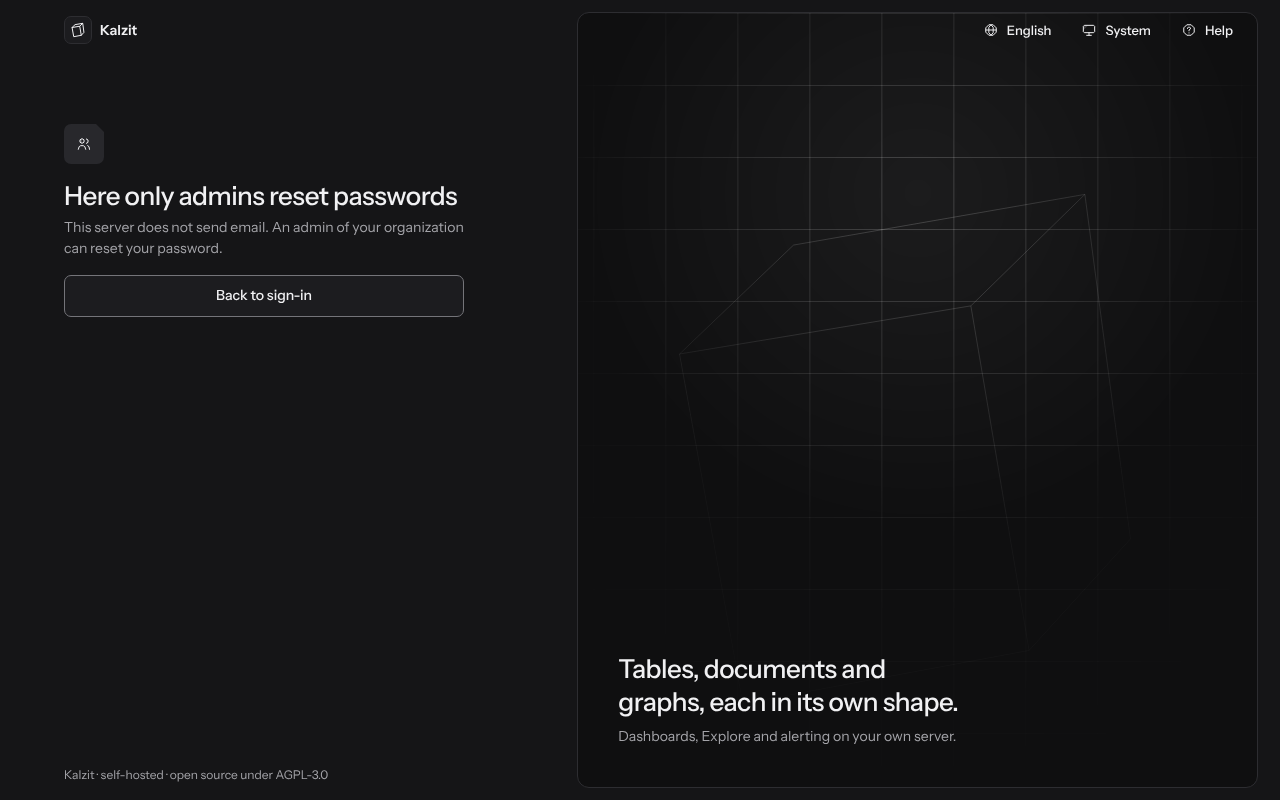 Kalzit
English
System
Help
Here only admins reset passwords
This server does not send email. An admin of your organization
can reset your password.
Back to sign-in
Tables, documents and
graphs, each in its own shape.
Dashboards, Explore and alerting on your own server.
Kalzit · self-hosted · open source under AGPL-3.0